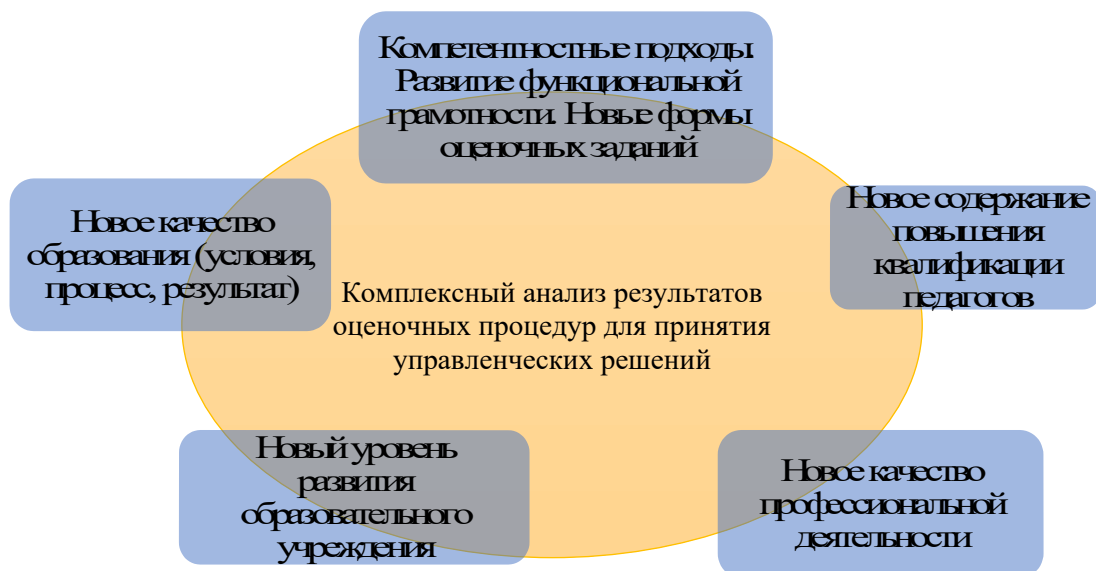 Компетентностные подходы.
Развитие функциональной
грамотности. Новые формы
оценочных заданий
Новое качество
образования (условия,
процесс, результат)
Новое содержание
повышения
квалификации
педагогов
Комплексный анализ результатов
оценочных процедур для принятия
управленческих решений
Новый уровень
развития
образовательного
учреждения
Новое качество
профессиональной
деятельности